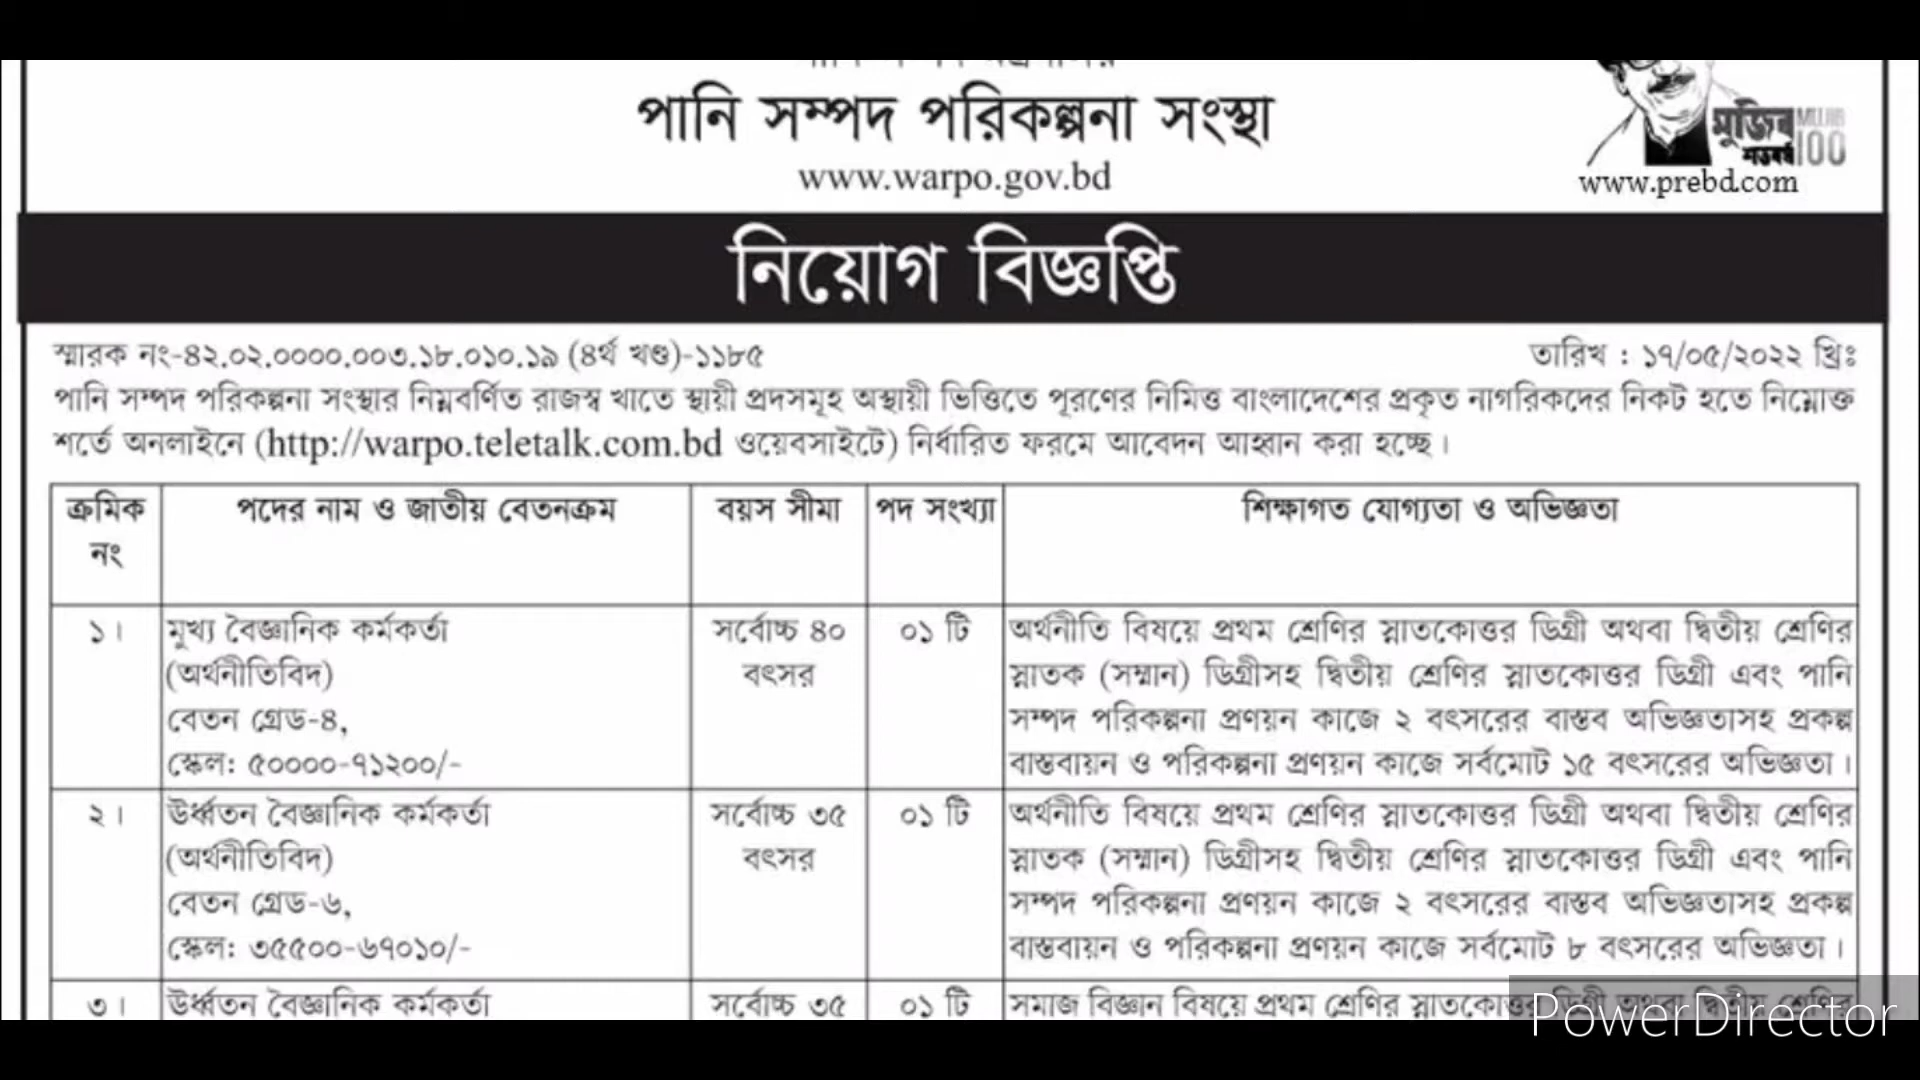 পানি সম্পদ পরিকল্পনা সংস্থা
www.warpo.gov.bd
মুজিব
শতবর্ষ
100
www.prebd.com
নিয়োগ বিজ্ঞপ্তি
স্মারক নং-৪২.০২.০০০০.০০৩.১৮.০১০.১৯ (৪র্থ খণ্ড)-১১৮৫
তারিখ : ১৭/০৫/২০২২ খ্রিঃ
পানি সম্পদ পরিকল্পনা সংস্থার নিম্নবর্ণিত রাজস্ব খাতে স্থায়ী প্রদসমূহ অস্থায়ী ভিত্তিতে পূরণের নিমিত্ত বাংলাদেশের প্রকৃত নাগরিকদের নিকট হতে নিম্নোক্ত
শর্তে অনলাইনে (http://warpo.teletalk.com.bd ওয়েবসাইটে) নির্ধারিত ফরমে আবেদন আহ্বান করা হচ্ছে।
ক্রমিক নং
পদের নাম ও জাতীয় বেতনক্রম
বয়স সীমা
পদ সংখ্যা
শিক্ষাগত যোগ্যতা ও অভিজ্ঞতা
১।
মুখ্য বৈজ্ঞানিক কর্মকর্তা
(অর্থনীতিবিদ)
বেতন গ্রেড-৪,
স্কেল: ৫০০০০-৭১২০০/-
সর্বোচ্চ ৪০
বৎসর
০১ টি
অর্থনীতি বিষয়ে প্রথম শ্রেণির স্নাতকোত্তর ডিগ্রী অথবা দ্বিতীয় শ্রেণির
স্নাতক (সম্মান) ডিগ্রীসহ দ্বিতীয় শ্রেণির স্নাতকোত্তর ডিগ্রী এবং পানি
সম্পদ পরিকল্পনা প্রণয়ন কাজে ২ বৎসরের বাস্তব অভিজ্ঞতাসহ প্রকল্প
বাস্তবায়ন ও পরিকল্পনা প্রণয়ন কাজে সর্বমোট ১৫ বৎসরের অভিজ্ঞতা।
২।
উর্ধ্বতন বৈজ্ঞানিক কর্মকর্তা
(অর্থনীতিবিদ)
বেতন গ্রেড-৬,
স্কেল: ৩৫৫০০-৬৭০১০/-
সর্বোচ্চ ৩৫
বৎসর
০১ টি
অর্থনীতি বিষয়ে প্রথম শ্রেণির স্নাতকোত্তর ডিগ্রী অথবা দ্বিতীয় শ্রেণির
স্নাতক (সম্মান) ডিগ্রীসহ দ্বিতীয় শ্রেণির স্নাতকোত্তর ডিগ্রী এবং পানি
সম্পদ পরিকল্পনা প্রণয়ন কাজে ২ বৎসরের বাস্তব অভিজ্ঞতাসহ প্রকল্প
বাস্তবায়ন ও পরিকল্পনা প্রণয়ন কাজে সর্বমোট ৮ বৎসরের অভিজ্ঞতা।
৩।
উর্ধ্বতন বৈজ্ঞানিক কর্মকর্তা
সর্বোচ্চ ৩৫
০১ টি
সমাজ বিজ্ঞান বিষয়ে প্রথম শ্রেণির স্নাতকোত্তর ডিগ্রী অথবা দ্বিতীয় শ্রেণির
PowerDirector